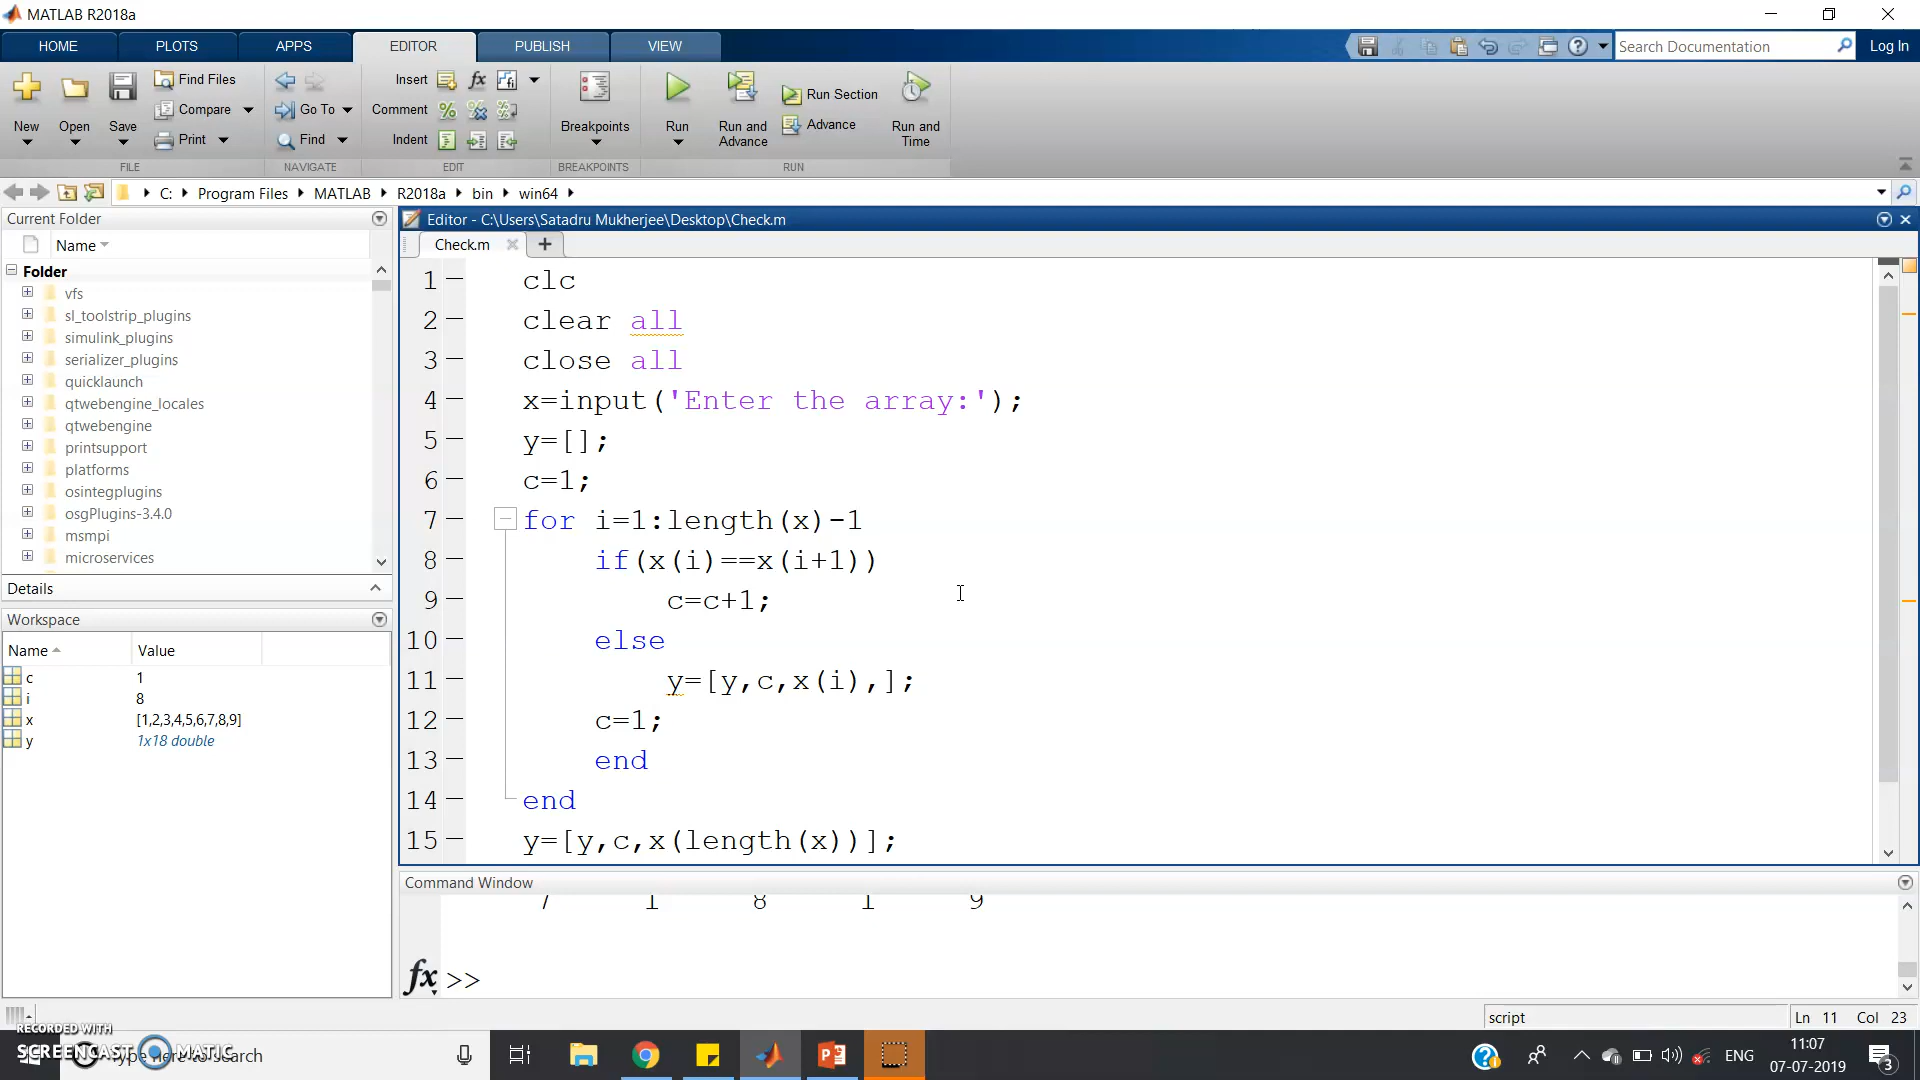 MATLAB R2018a
HOME PLOTS APPS EDITOR PUBLISH VIEW
Search Documentation
Log In
New Open Save
Find Files
Compare
Print
FILE
Go To
Find
NAVIGATE
Insert fx
Comment
Indent
EDIT
Breakpoints
BREAKPOINTS
Run
Run and Advance
Run Section
Advance
Run and Time
RUN
C: Program Files MATLAB R2018a bin win64
Current Folder
Name
Folder
vfs
sl_toolstrip_plugins
simulink_plugins
serializer_plugins
quicklaunch
qtwebengine_locales
qtwebengine
printsupport
platforms
osintegplugins
osgPlugins-3.4.0
msmpi
microservices
Details
Workspace
Name Value
c 1
i 8
x [1,2,3,4,5,6,7,8,9]
y 1x18 double
Editor - C:\Users\Satadru Mukherjee\Desktop\Check.m
Check.m
1 clc
2 clear all
3 close all
4 x=input('Enter the array:');
5 y=[];
6 c=1;
7 for i=1:length(x)-1
8 if(x(i)==x(i+1))
9 c=c+1;
10 else
11 y=[y,c,x(i),];
12 c=1;
13 end
14 end
15 y=[y,c,x(length(x))];
Command Window
7 1 8 1 9
fx >>
script
Ln 11 Col 23
RECORDED WITH
SCREENCAST MATIC
Type here to search
ENG
11:07
07-07-2019
3